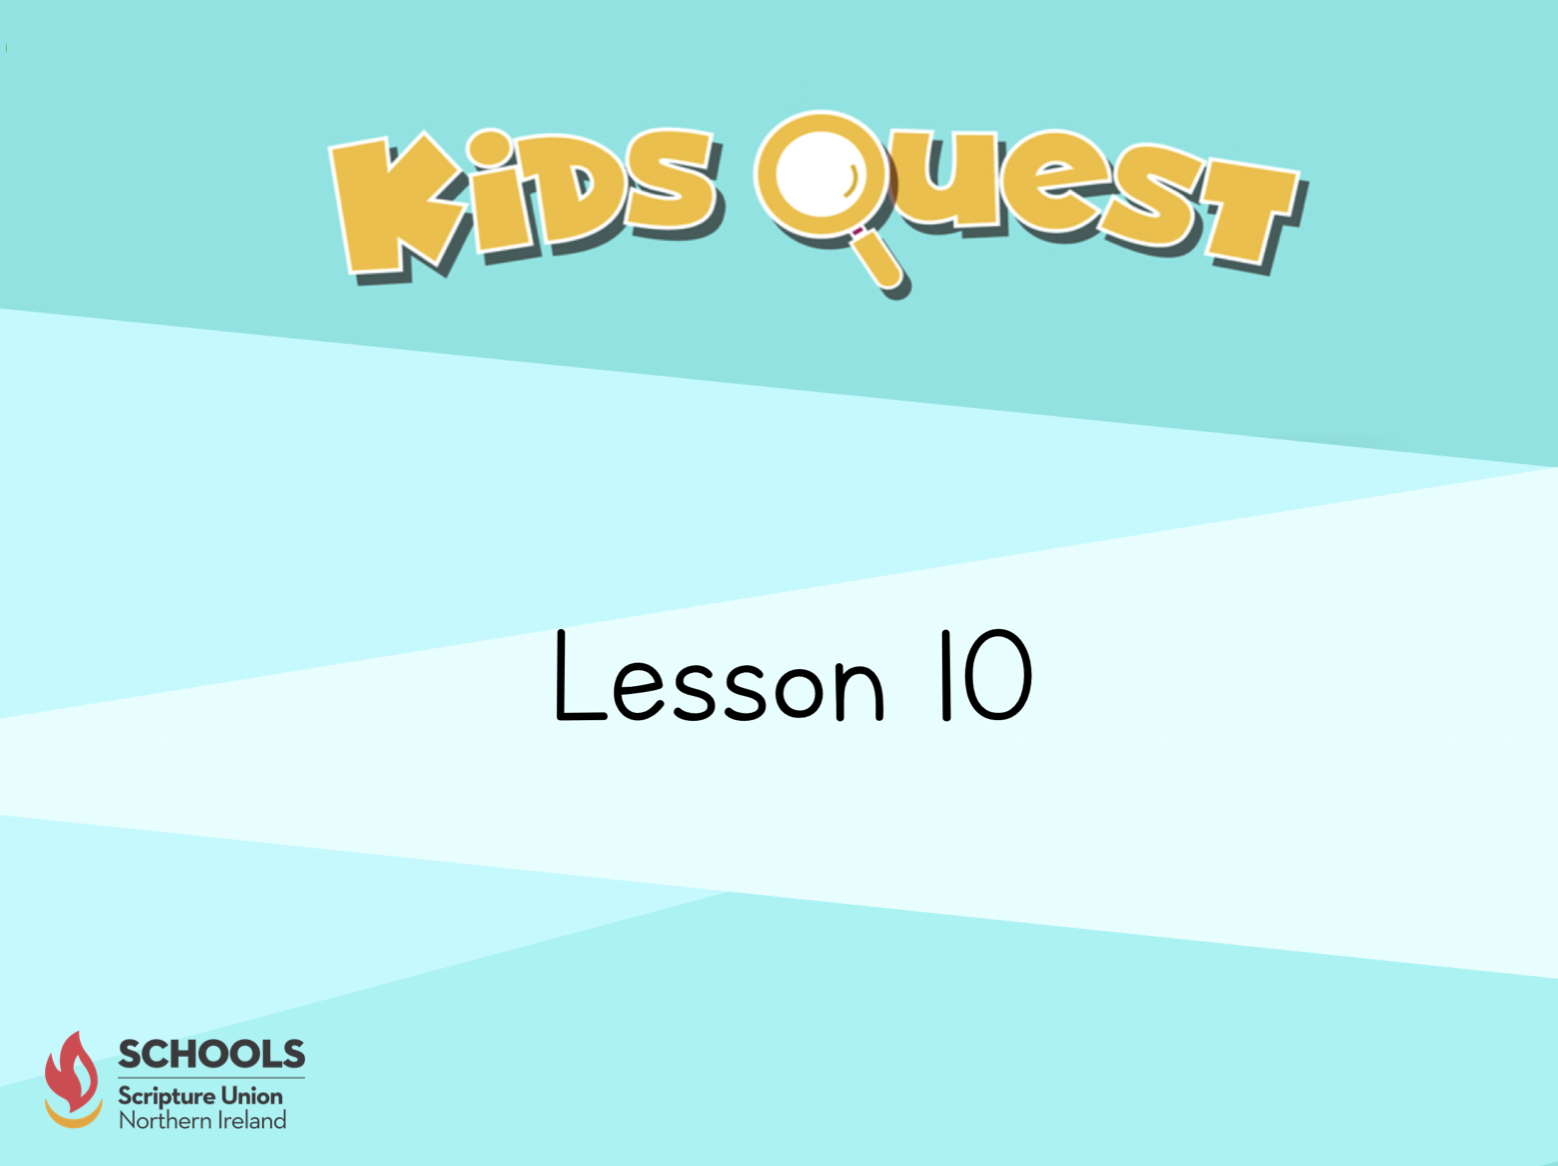 KiDS QUEST
Lesson 10
SCHOOLS
Scripture Union
Northern Ireland